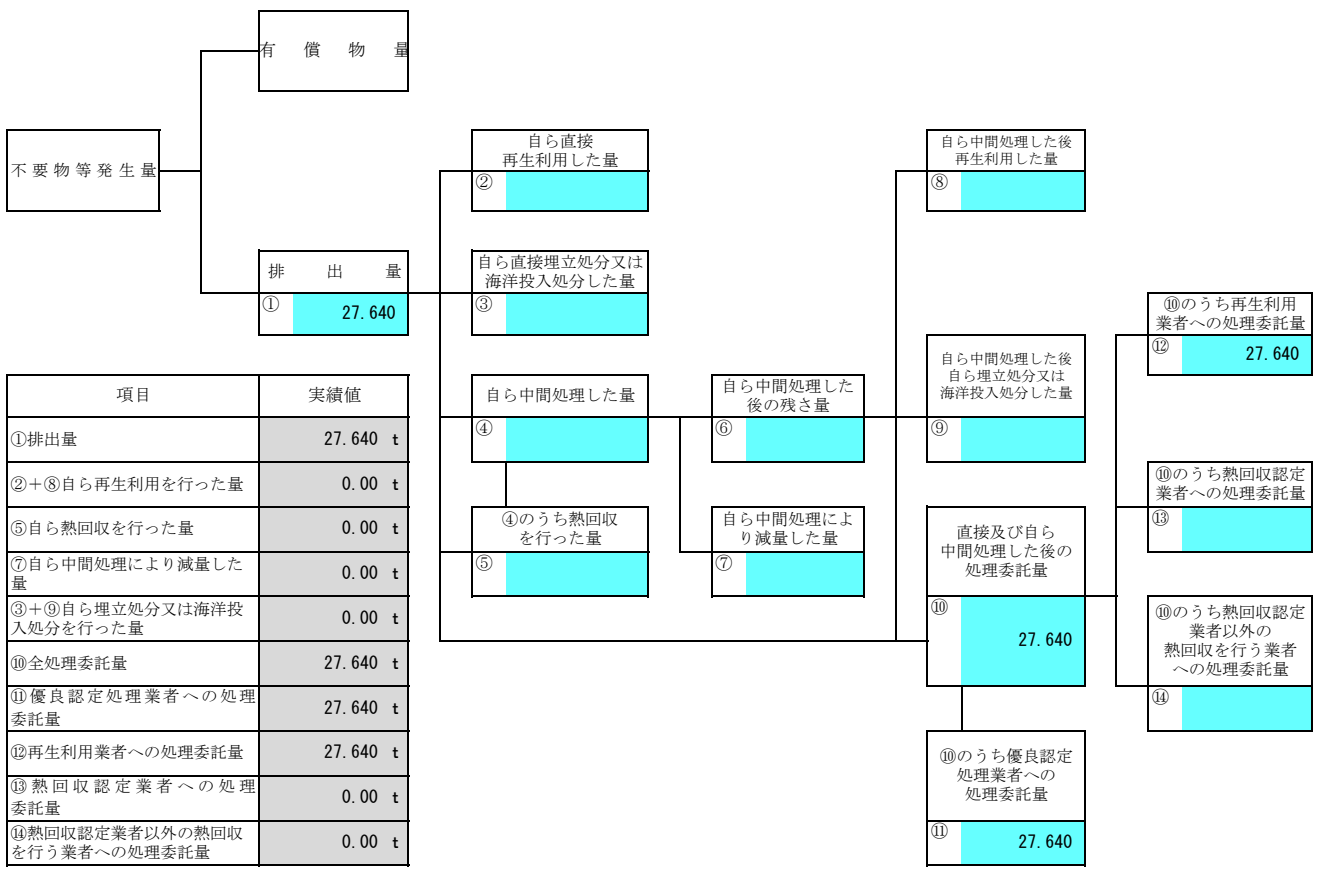 有 償 物 量
不要物等発生量
排 出 量
① 27.640
自ら直接
再生利用した量
②
自ら直接埋立処分又は
海洋投入処分した量
③
自ら中間処理した量
④
④のうち熱回収
を行った量
⑤
自ら中間処理した
後の残さ量
⑥
自ら中間処理によ
り減量した量
⑦
自ら中間処理した後
再生利用した量
⑧
自ら中間処理した後
自ら埋立処分又は
海洋投入処分した量
⑨
直接及び自ら
中間処理した後の
処理委託量
⑩
27.640
⑩のうち優良認定
処理業者への
処理委託量
⑪
27.640
⑩のうち再生利用
業者への処理委託量
⑫ 27.640
⑩のうち熱回収認定
業者への処理委託量
⑬
⑩のうち熱回収認定
業者以外の
熱回収を行う業者
への処理委託量
⑭
項目 実績値
①排出量 27.640 t
②＋⑧自ら再生利用を行った量 0.00 t
⑤自ら熱回収を行った量 0.00 t
⑦自ら中間処理により減量した
量 0.00 t
③＋⑨自ら埋立処分又は海洋投
入処分を行った量 0.00 t
⑩全処理委託量 27.640 t
⑪優良認定処理業者への処理
委託量 27.640 t
⑫再生利用業者への処理委託量 27.640 t
⑬熱回収認定業者への処理
委託量 0.00 t
⑭熱回収認定業者以外の熱回収
を行う業者への処理委託量 0.00 t